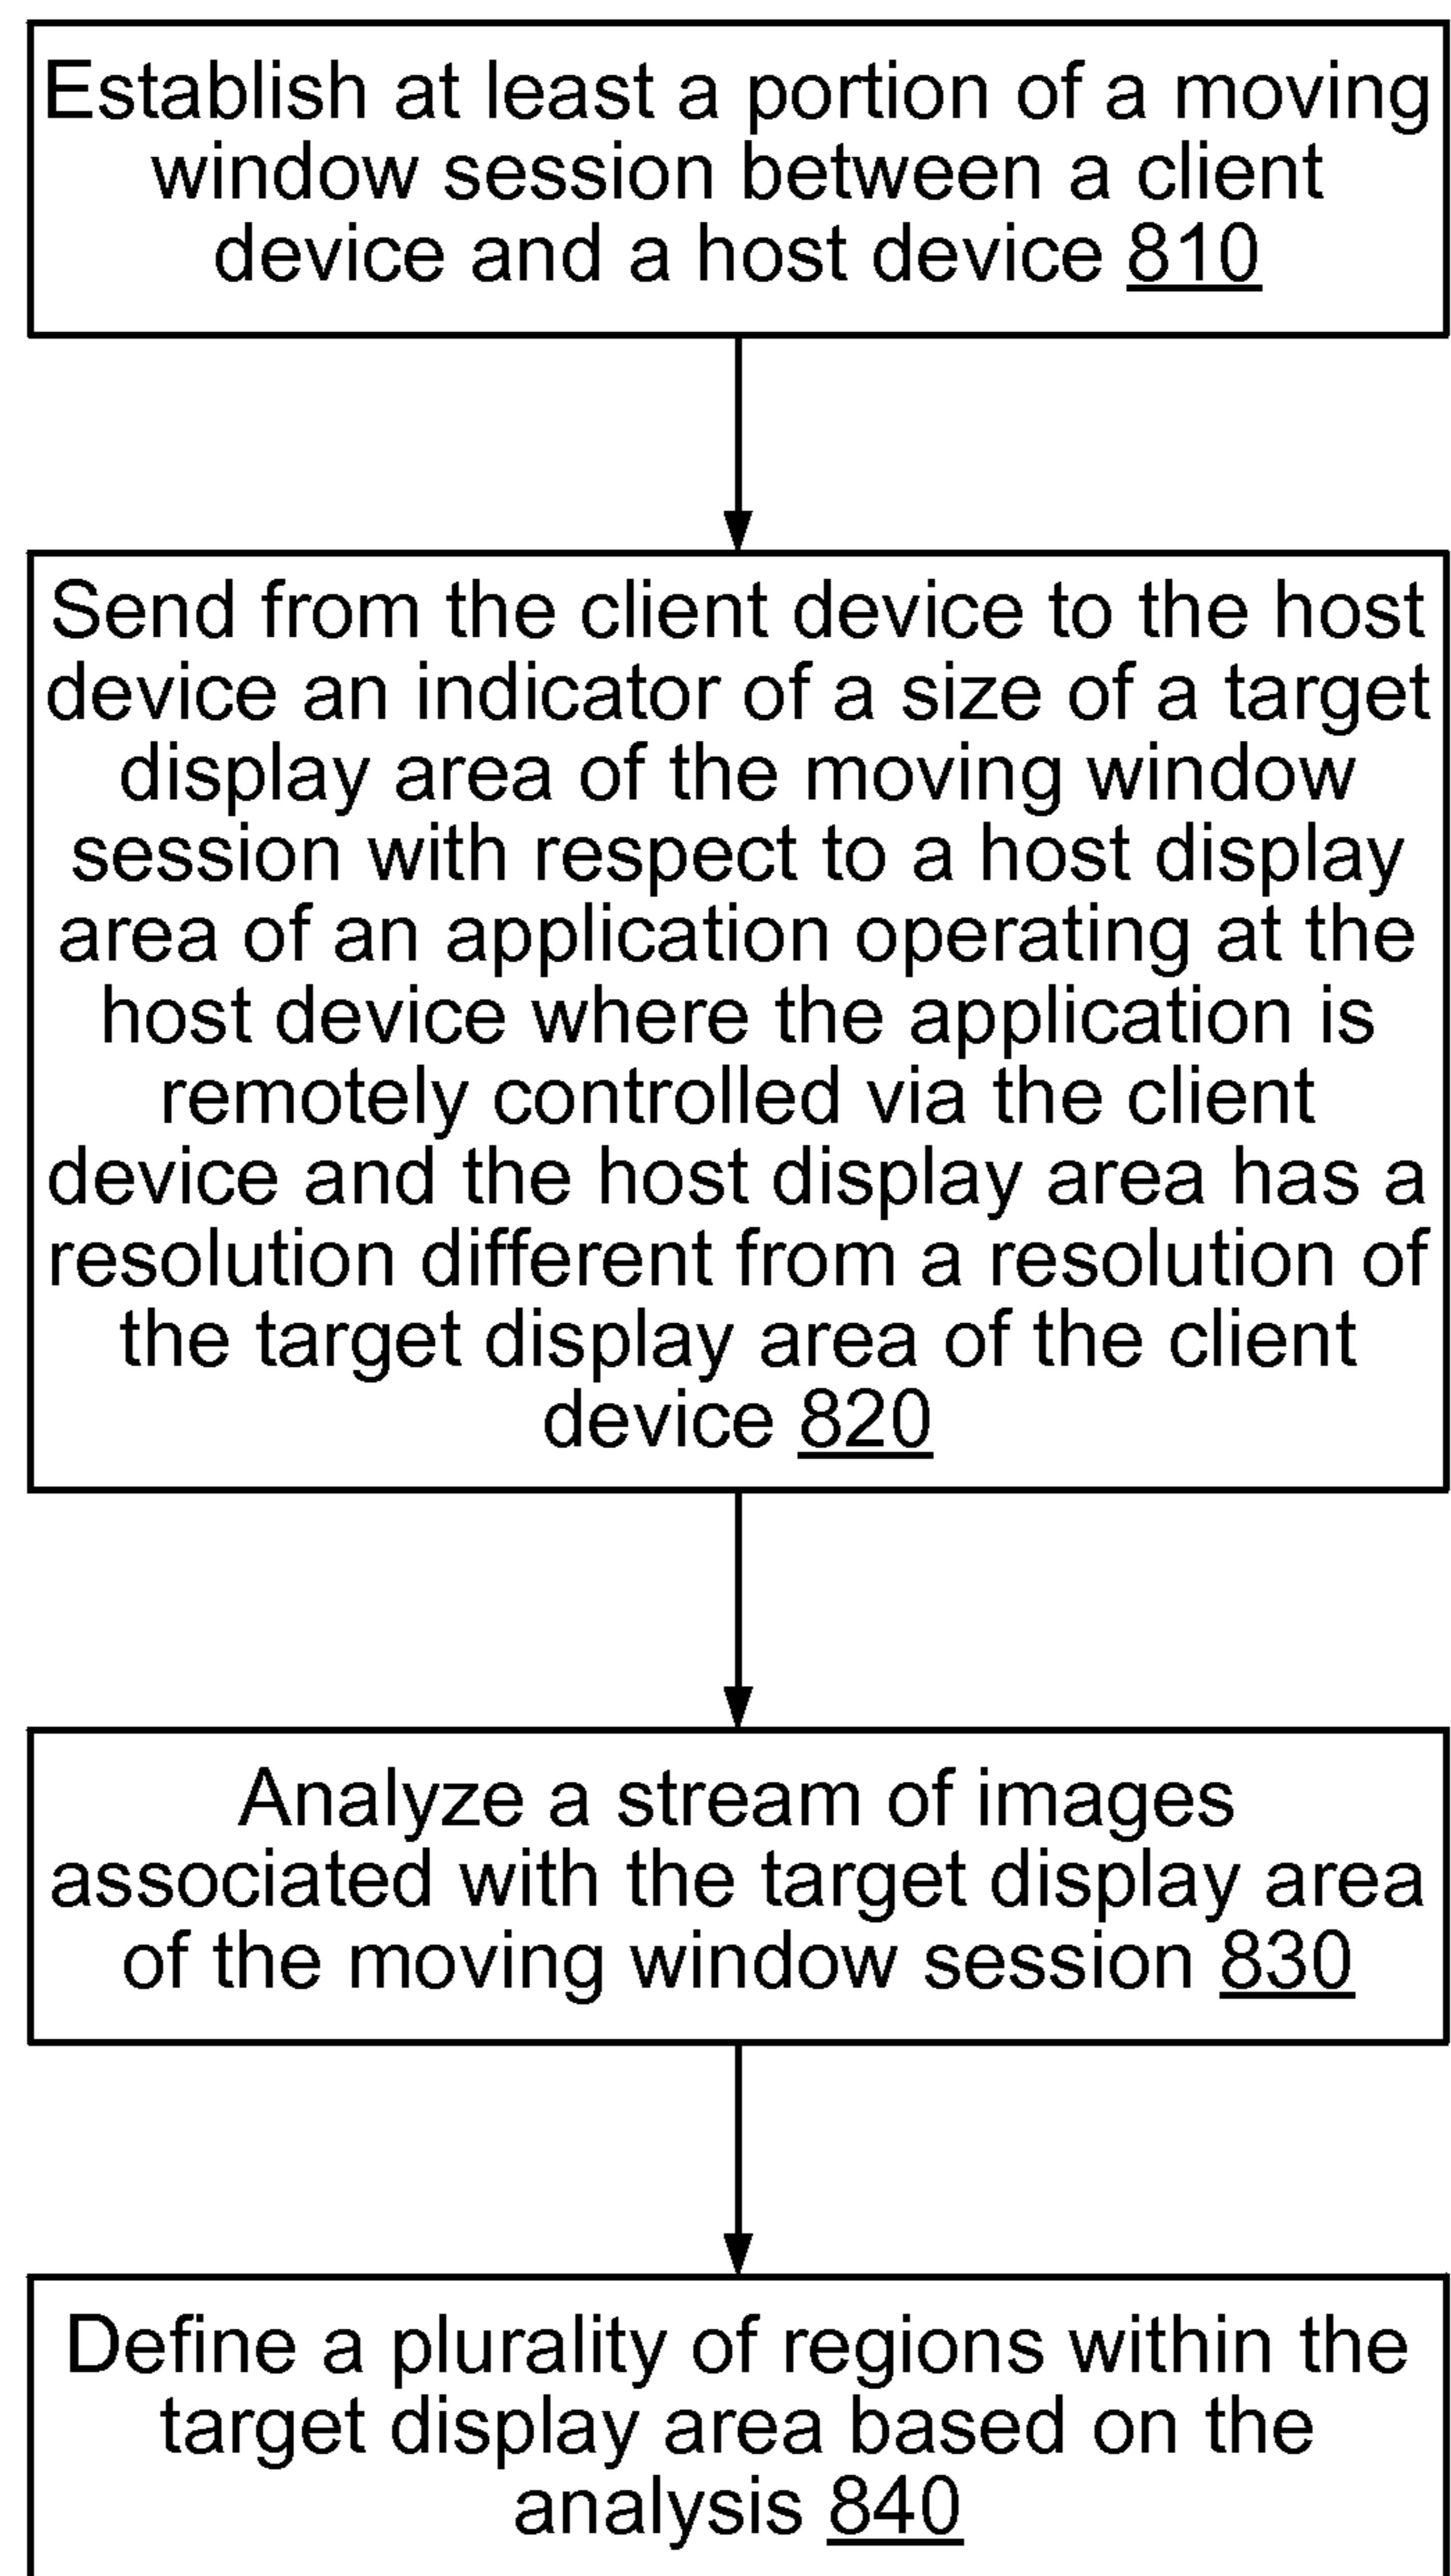 Establish at least a portion of a moving
window session between a client
device and a host device 810
Send from the client device to the host
device an indicator of a size of a target
display area of the moving window
session with respect to a host display
area of an application operating at the
host device where the application is
remotely controlled via the client
device and the host display area has a
resolution different from a resolution of
the target display area of the client
device 820
Analyze a stream of images
associated with the target display area
of the moving window session 830
Define a plurality of regions within the
target display area based on the
analysis 840